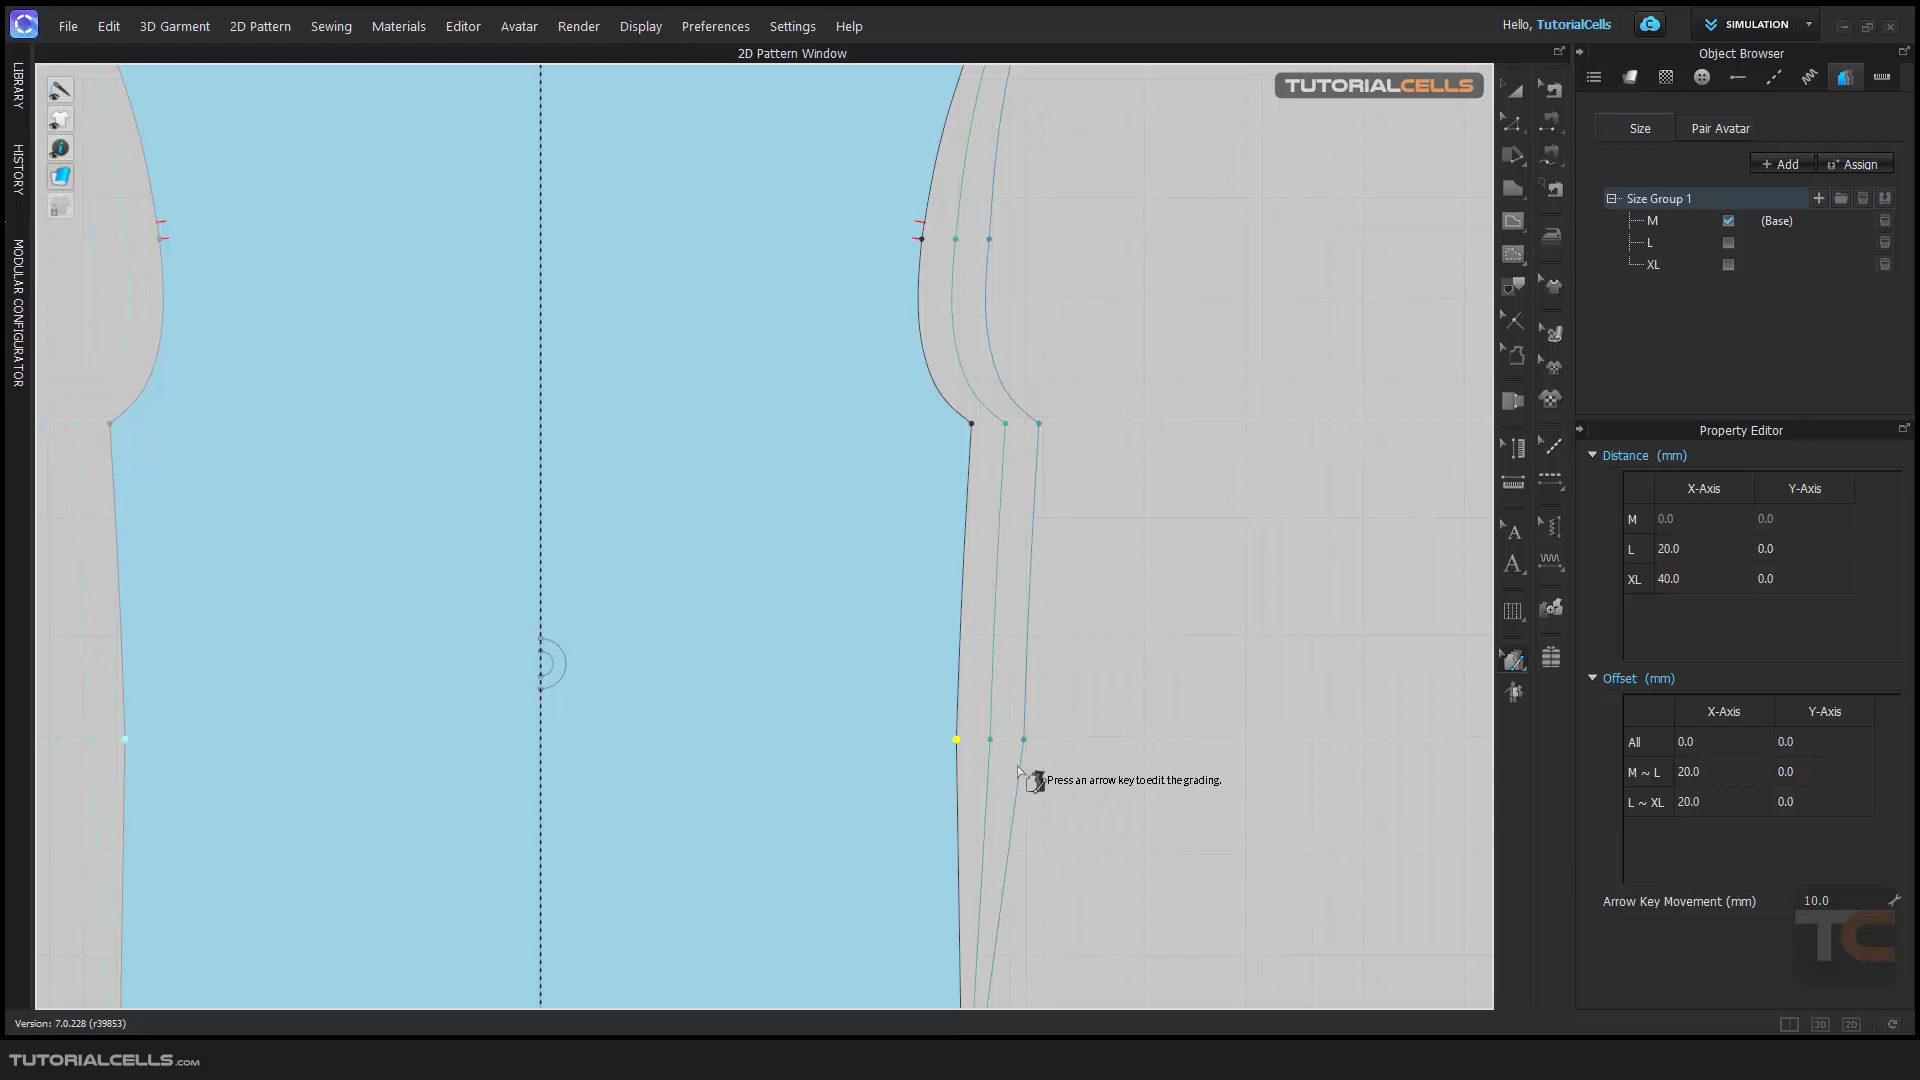 File Edit 3D Garment 2D Pattern Sewing Materials Editor Avatar Render Display Preferences Settings Help
Hello, TutorialCells
SIMULATION
2D Pattern Window
Object Browser
LIBRARY
HISTORY
MODULAR CONFIGURATOR
TUTORIALCELLS
Size Pair Avatar
+ Add Assign
Size Group 1
M (Base)
L
XL
Property Editor
Distance (mm)
X-Axis Y-Axis
M 0.0 0.0
L 20.0 0.0
XL 40.0 0.0
Offset (mm)
X-Axis Y-Axis
All 0.0 0.0
M ~ L 20.0 0.0
L ~ XL 20.0 0.0
Arrow Key Movement (mm) 10.0
Press an arrow key to edit the grading.
A
A
TC
3D 2D
Version: 7.0.228 (r39853)
TUTORIALCELLS.com